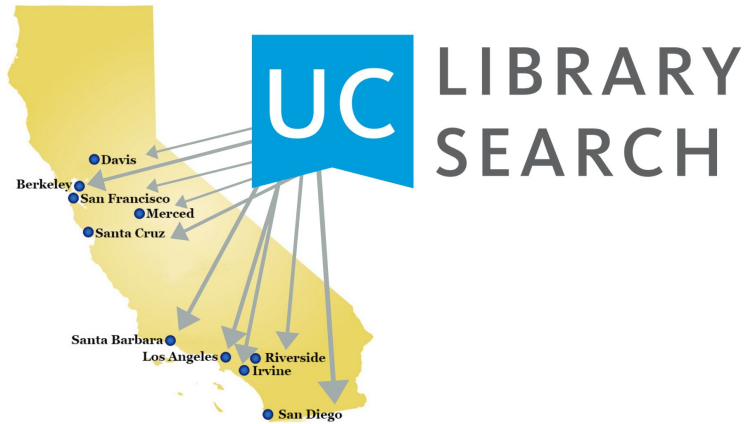 UC
LIBRARY
SEARCH
Davis
Berkeley
San Francisco
Merced
Santa Cruz
Santa Barbara
Los Angeles
Riverside
Irvine
San Diego